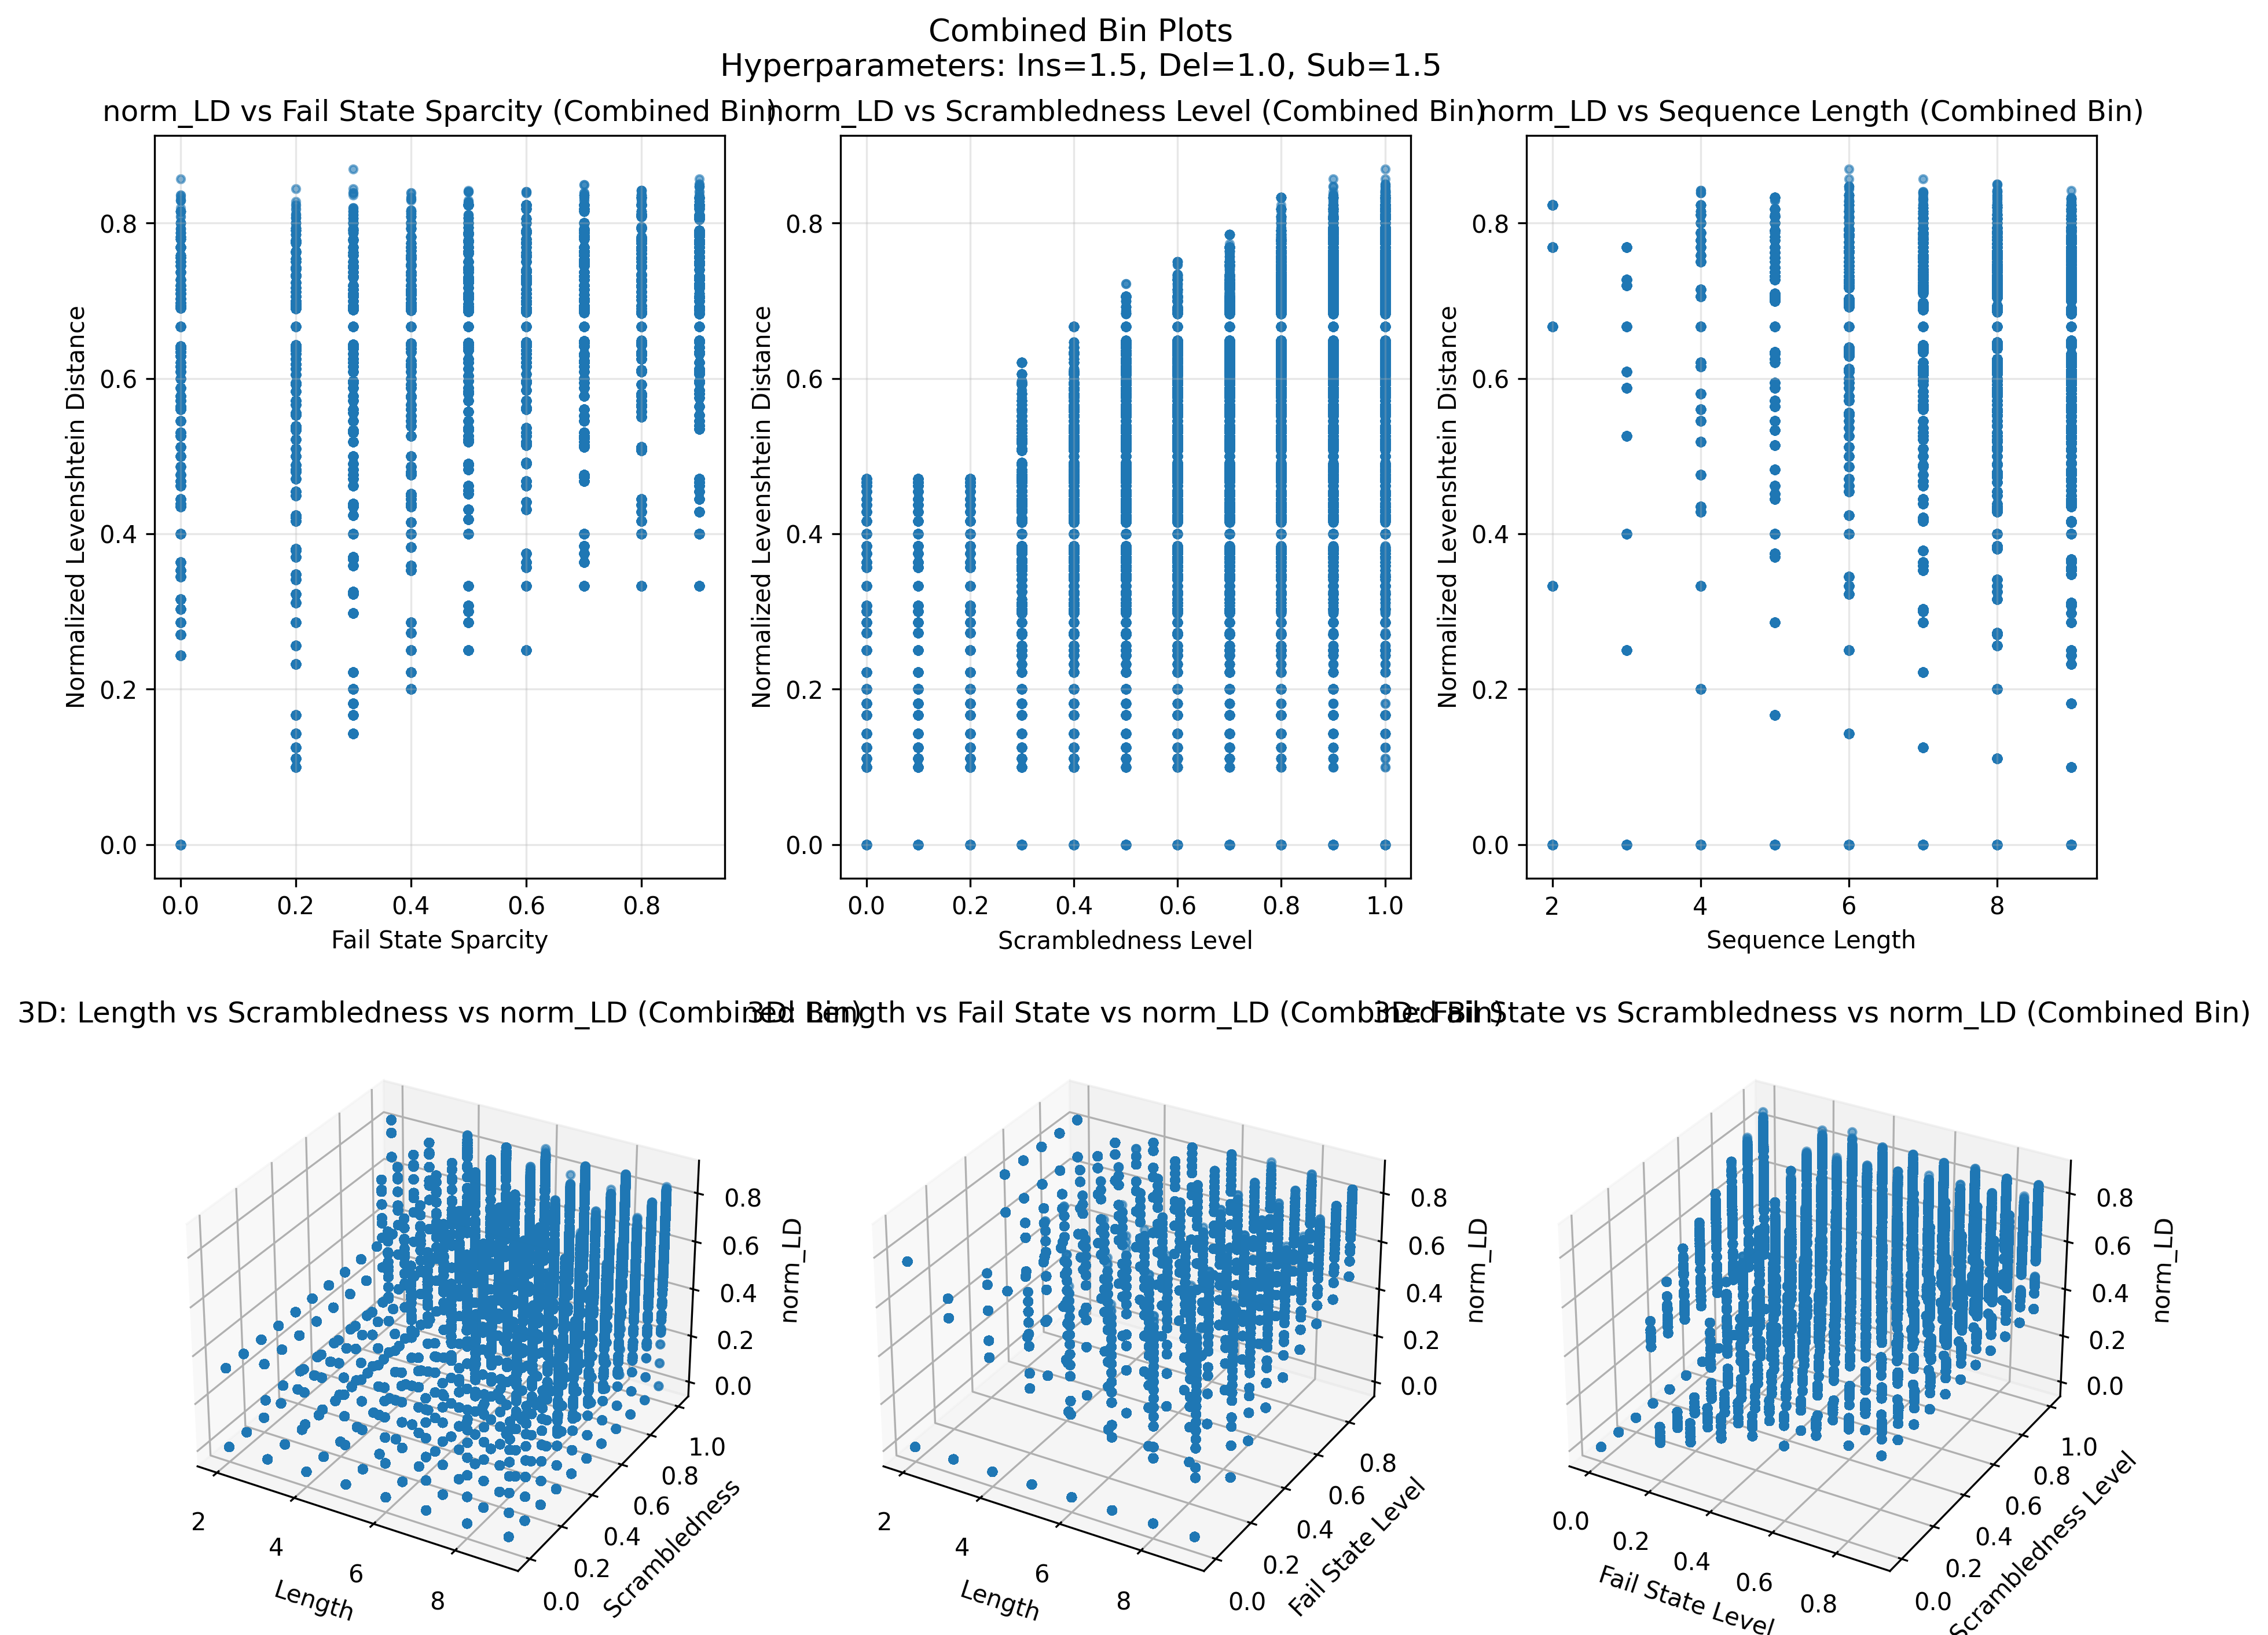 Combined Bin Plots
Hyperparameters: Ins=1.5, Del=1.0, Sub=1.5
norm_LD vs Fail State Sparcity (Combined Bin)
norm_LD vs Scrambledness Level (Combined Bin)
norm_LD vs Sequence Length (Combined Bin)
Normalized Levenshtein Distance
0.8
0.6
0.4
0.2
0.0
0.0 0.2 0.4 0.6 0.8
Fail State Sparcity
Normalized Levenshtein Distance
0.8
0.6
0.4
0.2
0.0
0.0 0.2 0.4 0.6 0.8 1.0
Scrambledness Level
Normalized Levenshtein Distance
0.8
0.6
0.4
0.2
0.0
2 4 6 8
Sequence Length
3D: Length vs Scrambledness vs norm_LD (Combined Bin)
3D: Length vs Fail State vs norm_LD (Combined Bin)
3D: Fail State vs Scrambledness vs norm_LD (Combined Bin)
0.8
0.6
0.4
0.2
0.0
norm_LD
2 4 6 8
Length
0.0 0.2 0.4 0.6 0.8 1.0
Scrambledness
0.8
0.6
0.4
0.2
0.0
norm_LD
2 4 6 8
Length
0.0 0.2 0.4 0.6 0.8
Fail State Level
0.8
0.6
0.4
0.2
0.0
norm_LD
0.0 0.2 0.4 0.6 0.8
Fail State Level
0.0 0.2 0.4 0.6 0.8 1.0
Scrambledness Level